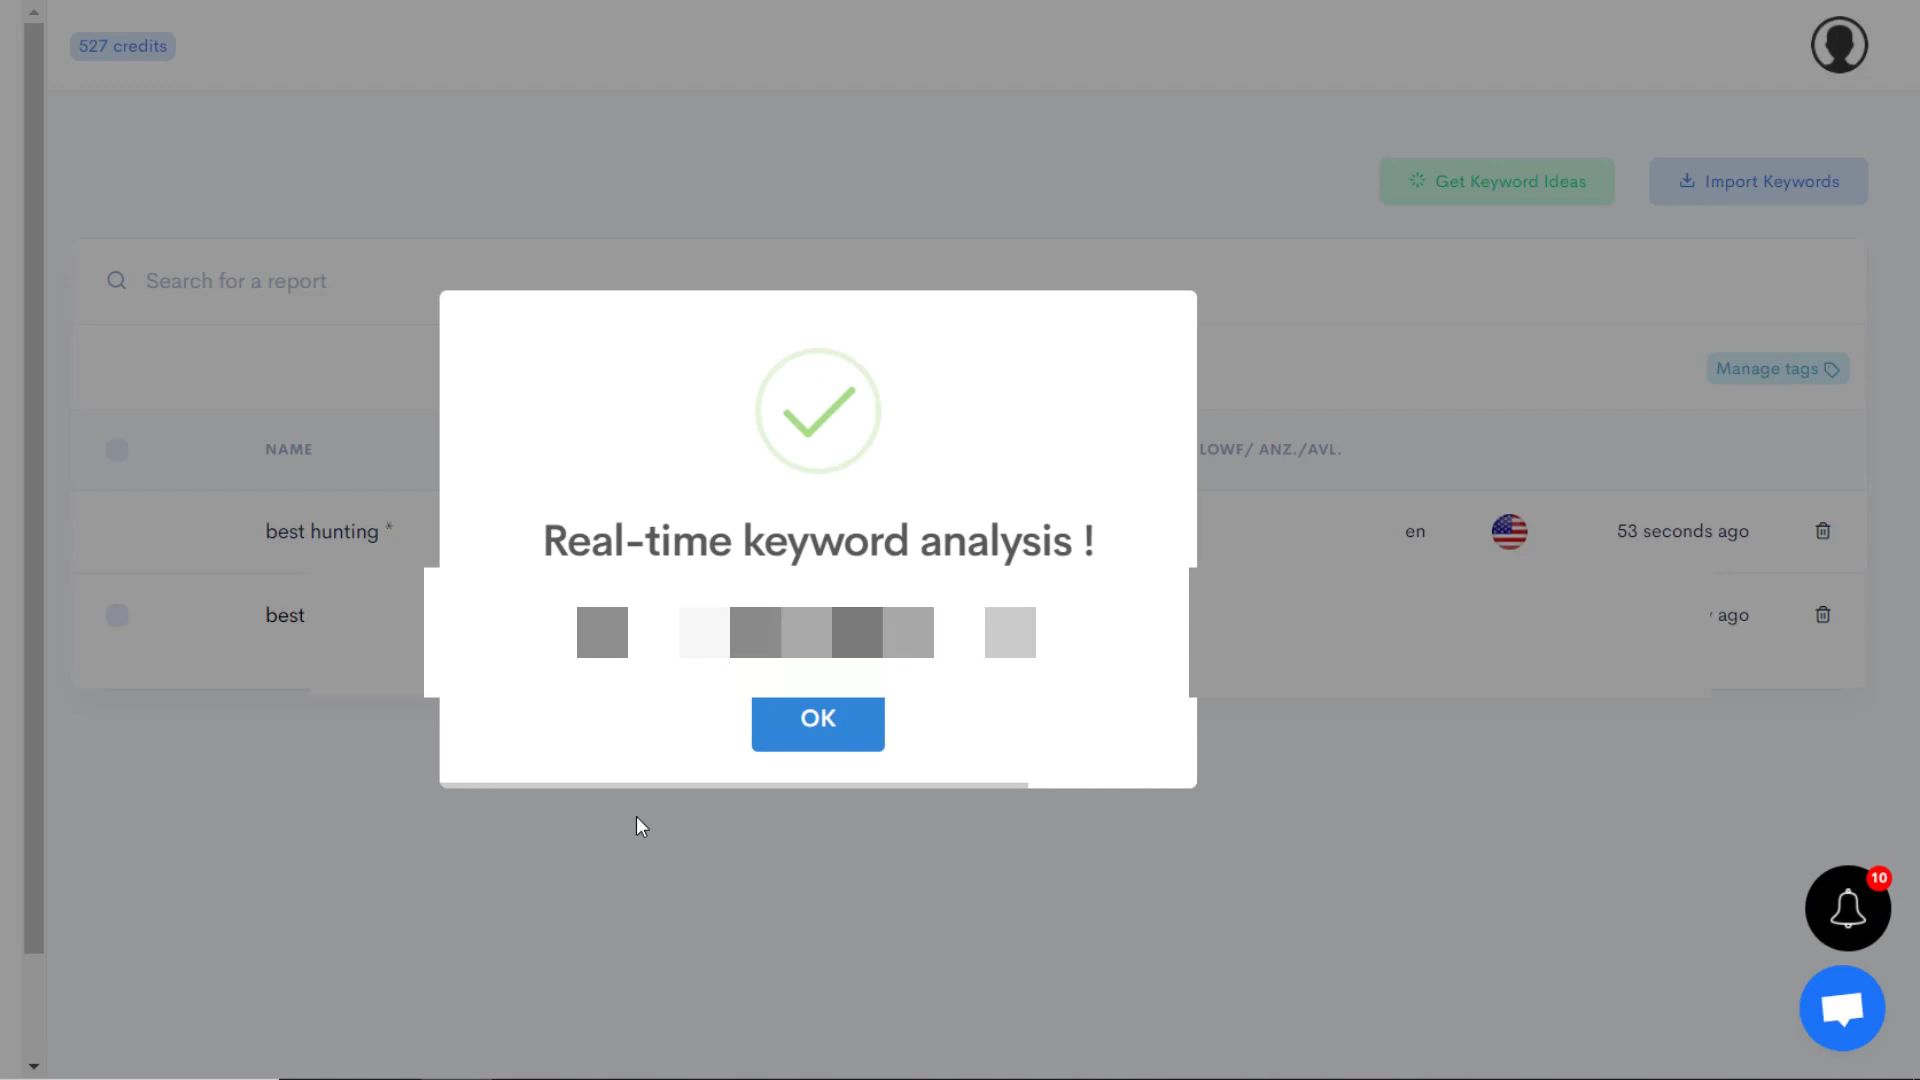 527 credits
Get Keyword Ideas
Import Keywords
Search for a report
Manage tags
NAME
LOWF/ ANZ./AVL.
best hunting *
en
53 seconds ago
best
ago
Real-time keyword analysis !
OK
10